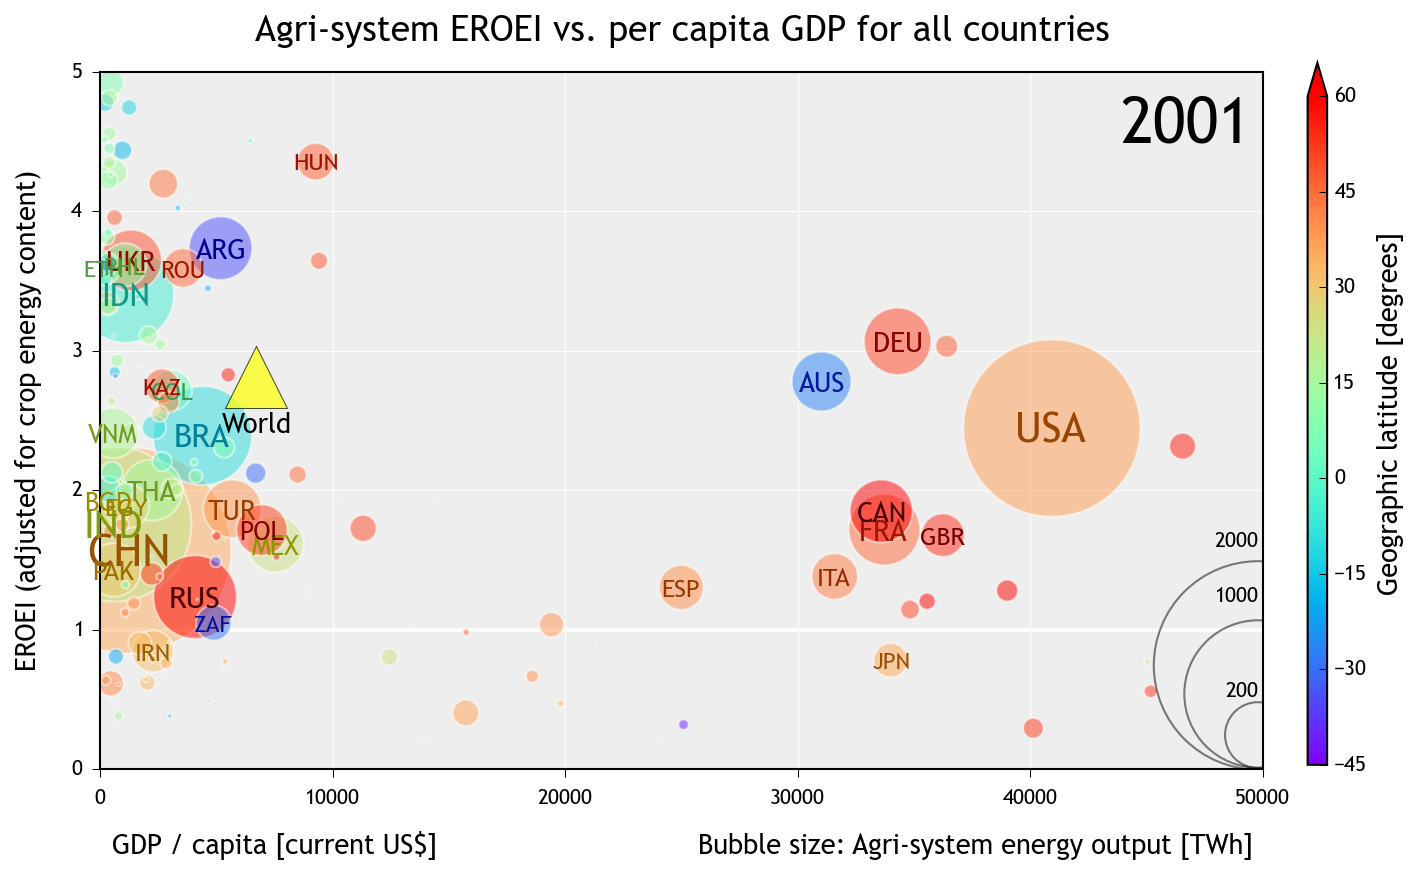 Agri-system EROEI vs. per capita GDP for all countries
2001
EROEI (adjusted for crop energy content)
5
4
3
2
1
0
HUN
ARG
UKR
PHL
ROU
IDN
DEU
AUS
KAZ
COL
World
USA
VNM
BRA
THA
BGD
EGY
TUR
CAN
IND
POL
FRA
GBR
MEX
CHN
PAK
ITA
ESP
RUS
ZAF
IRN
JPN
2000
1000
200
0
10000
20000
30000
40000
50000
GDP / capita [current US$]
Bubble size: Agri-system energy output [TWh]
60
45
30
15
0
−15
−30
−45
Geographic latitude [degrees]